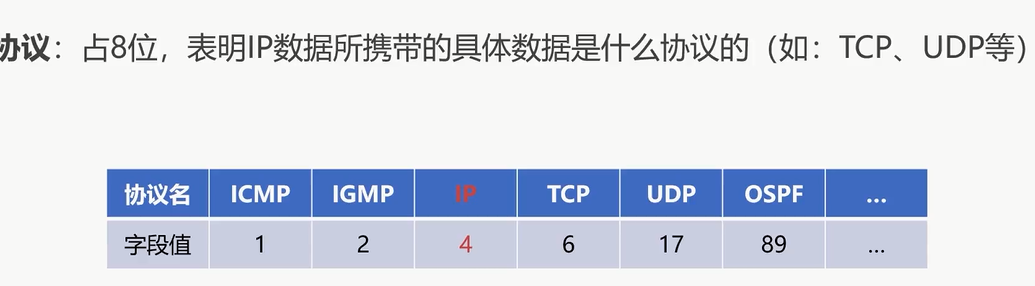 协议：占8位，表明IP数据所携带的具体数据是什么协议的（如：TCP、UDP等）
协议名 ICMP IGMP IP TCP UDP OSPF ...
字段值 1 2 4 6 17 89 ...